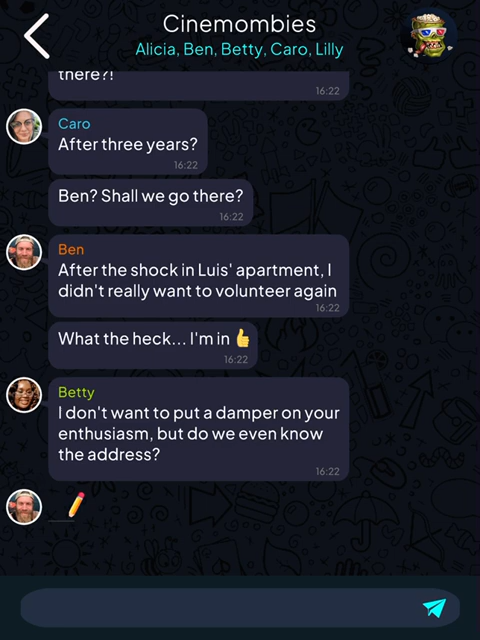 Cinemombies
Alicia, Ben, Betty, Caro, Lilly
there?!
16:22
Caro
After three years?
16:22
Ben? Shall we go there?
16:22
Ben
After the shock in Luis' apartment, I
didn't really want to volunteer again
16:22
What the heck... I'm in 👍
16:22
Betty
I don't want to put a damper on your
enthusiasm, but do we even know
the address?
16:22